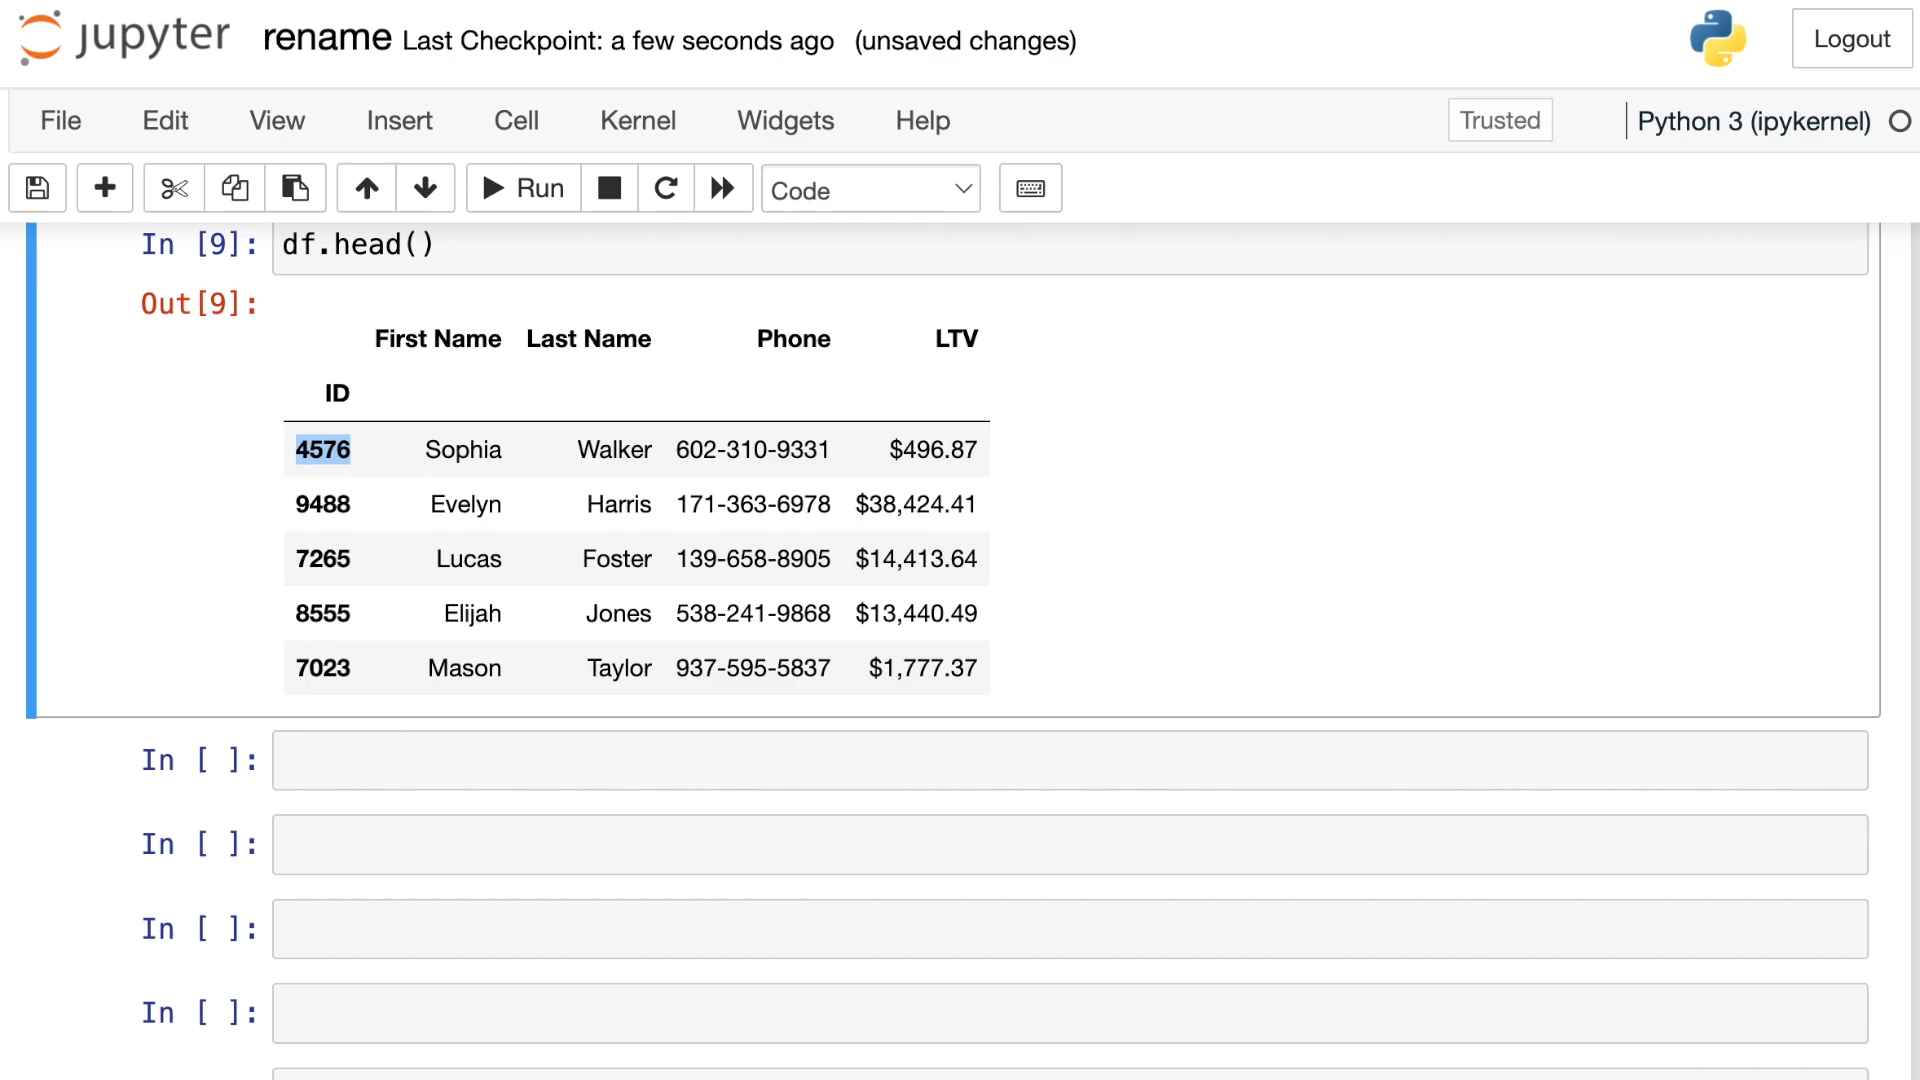 jupyter rename Last Checkpoint: a few seconds ago (unsaved changes) Logout
File Edit View Insert Cell Kernel Widgets Help Trusted Python 3 (ipykernel)
Run Code
In [9]: df.head()
Out[9]:
First Name Last Name Phone LTV
ID
4576 Sophia Walker 602-310-9331 $496.87
9488 Evelyn Harris 171-363-6978 $38,424.41
7265 Lucas Foster 139-658-8905 $14,413.64
8555 Elijah Jones 538-241-9868 $13,440.49
7023 Mason Taylor 937-595-5837 $1,777.37
In [ ]:
In [ ]:
In [ ]:
In [ ]: